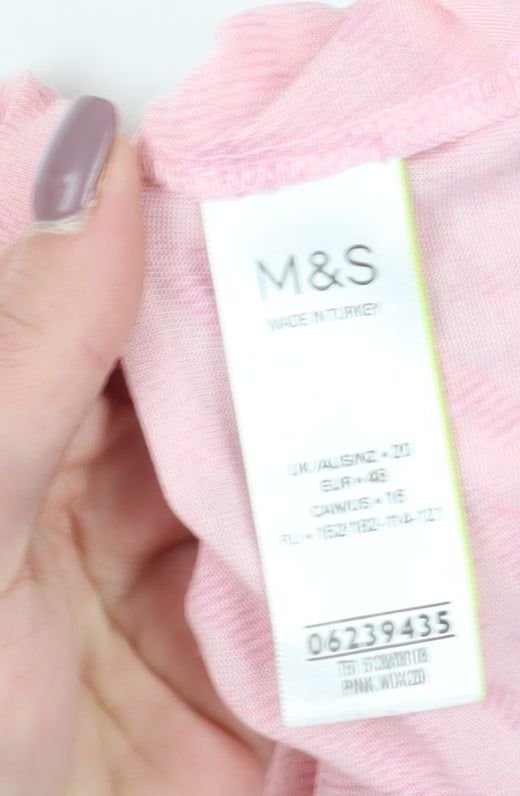 M&S
MADE IN TURKEY
UK/AUS/NZ • 20
EUR • 48
CAN/US • 16
06239435
PINK